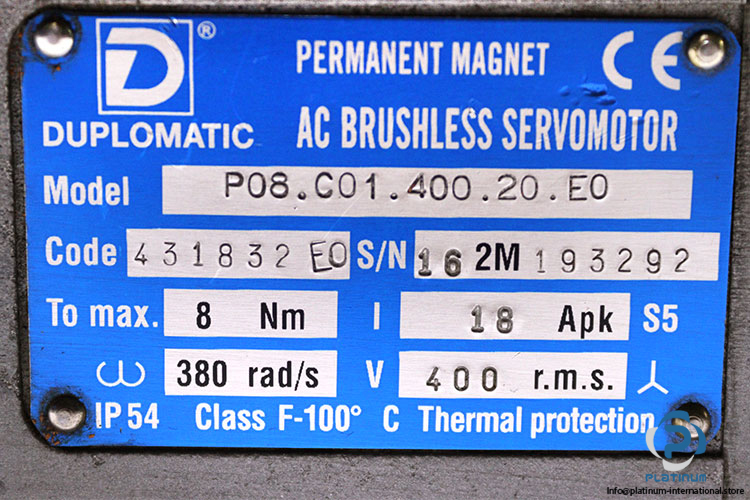 D ®
DUPLOMATIC
PERMANENT MAGNET CE
AC BRUSHLESS SERVOMOTOR
Model P08.C01.400.20.E0
Code 431832 E0 S/N 16 2M 193292
To max. 8 Nm I 18 Apk S5
ω 380 rad/s V 400 r.m.s.
IP 54 Class F-100° C Thermal protection
PLATINUM
Info@platinum-international.store